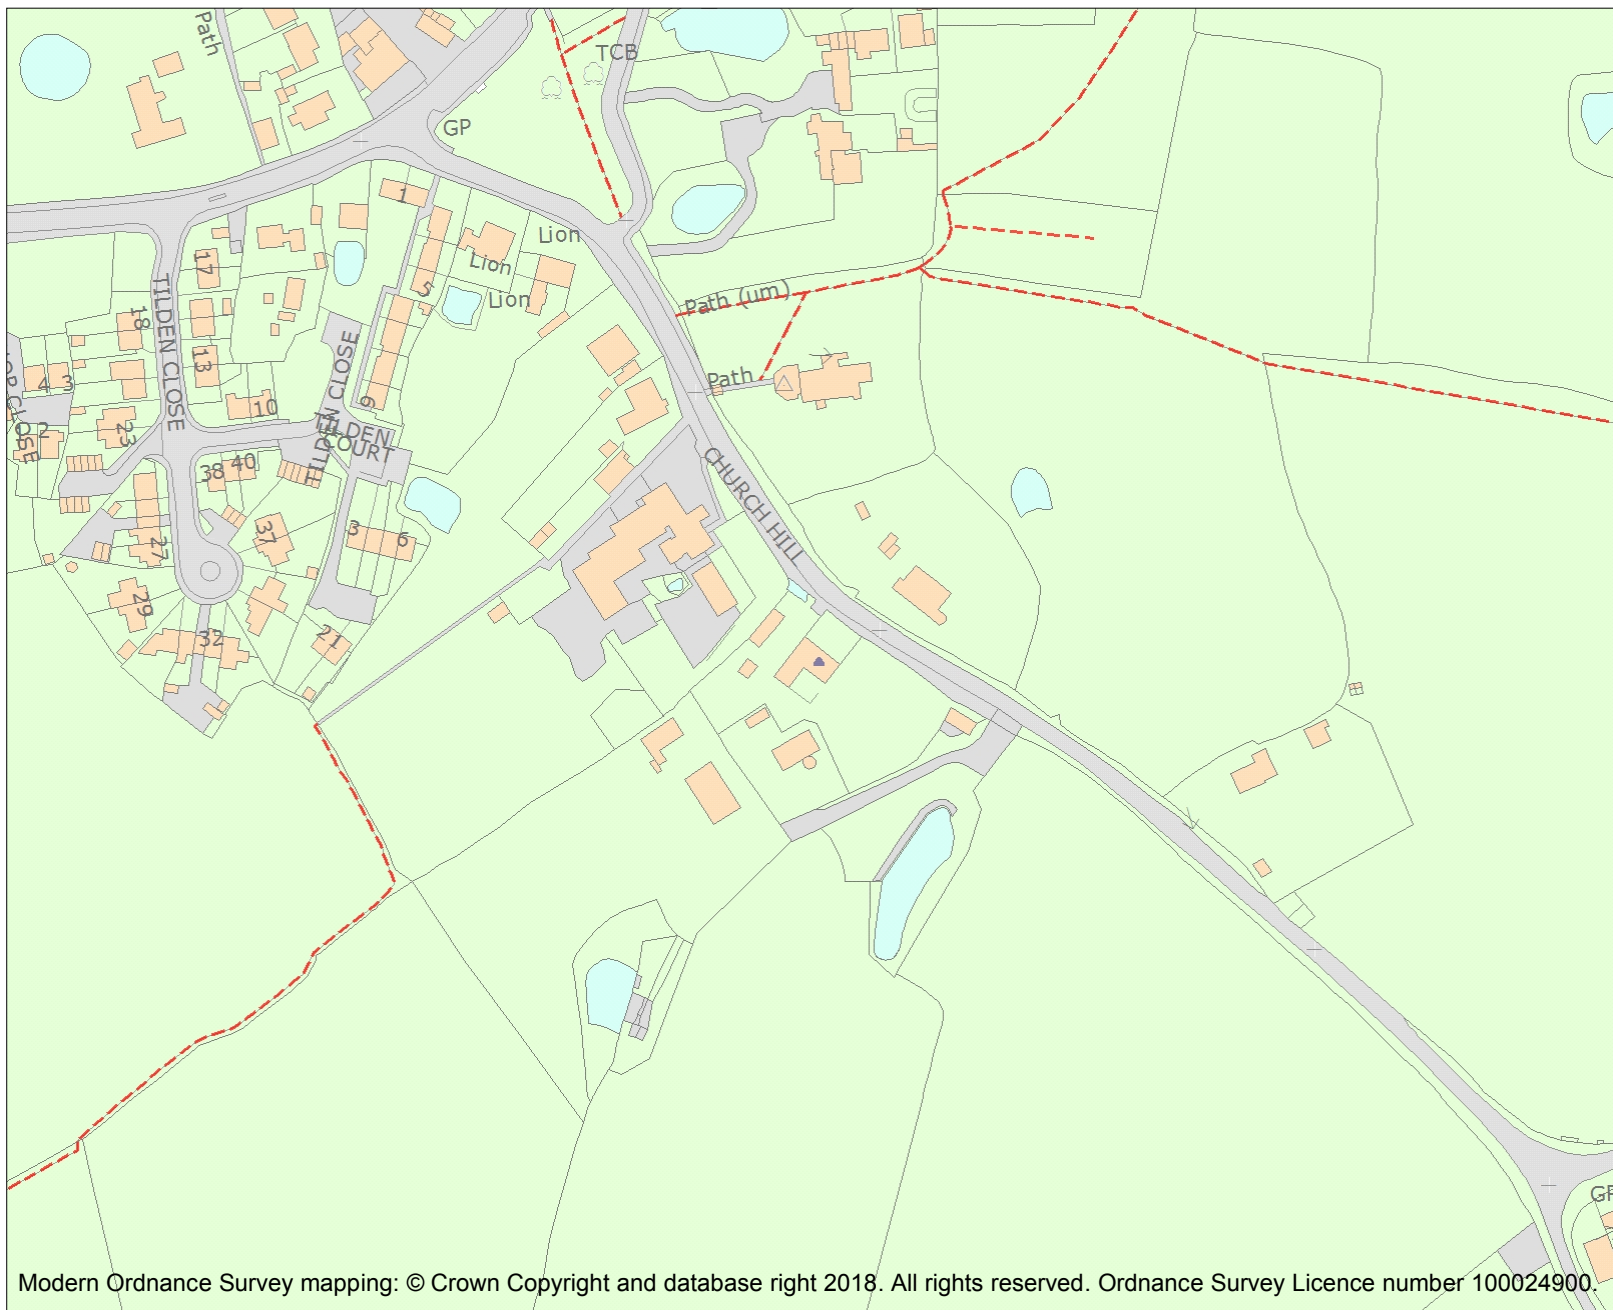 Path
TCB
GP
1
Lion
Lion
Lion
5
17
TILDEN CLOSE
18
13
TILDEN CLOSE
4 3
2
CLOSE
10
9
23
TILDEN
COURT
38 40
Path (um)
Path
CHURCH HILL
3
6
37
27
29
32
21
GP
Modern Ordnance Survey mapping: © Crown Copyright and database right 2018. All rights reserved. Ordnance Survey Licence number 100024900.